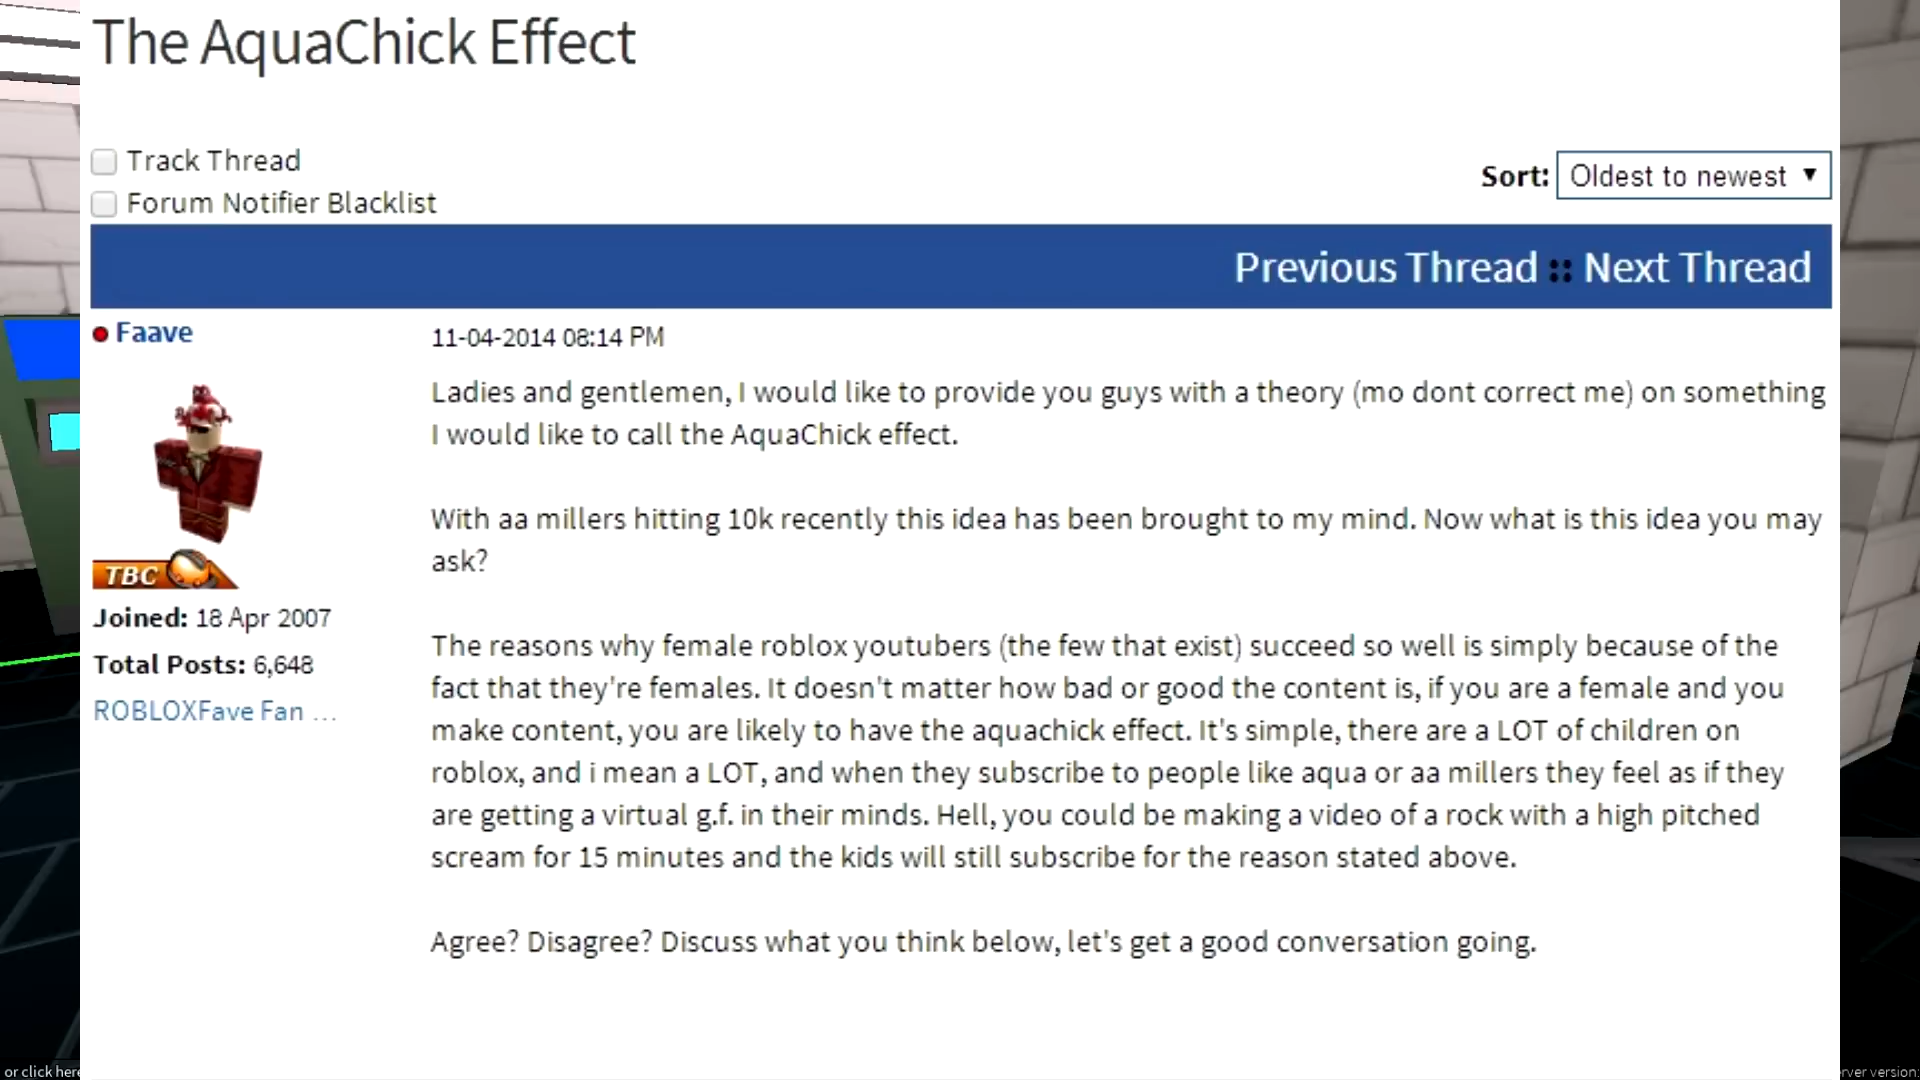 The AquaChick Effect
Track Thread
Forum Notifier Blacklist
Sort: Oldest to newest
Previous Thread :: Next Thread
Faave
TBC
Joined: 18 Apr 2007
Total Posts: 6,648
ROBLOXFave Fan ...
11-04-2014 08:14 PM
Ladies and gentlemen, I would like to provide you guys with a theory (mo dont correct me) on something
I would like to call the AquaChick effect.
With aa millers hitting 10k recently this idea has been brought to my mind. Now what is this idea you may
ask?
The reasons why female roblox youtubers (the few that exist) succeed so well is simply because of the
fact that they're females. It doesn't matter how bad or good the content is, if you are a female and you
make content, you are likely to have the aquachick effect. It's simple, there are a LOT of children on
roblox, and i mean a LOT, and when they subscribe to people like aqua or aa millers they feel as if they
are getting a virtual g.f. in their minds. Hell, you could be making a video of a rock with a high pitched
scream for 15 minutes and the kids will still subscribe for the reason stated above.
Agree? Disagree? Discuss what you think below, let's get a good conversation going.
or click here
rver version: